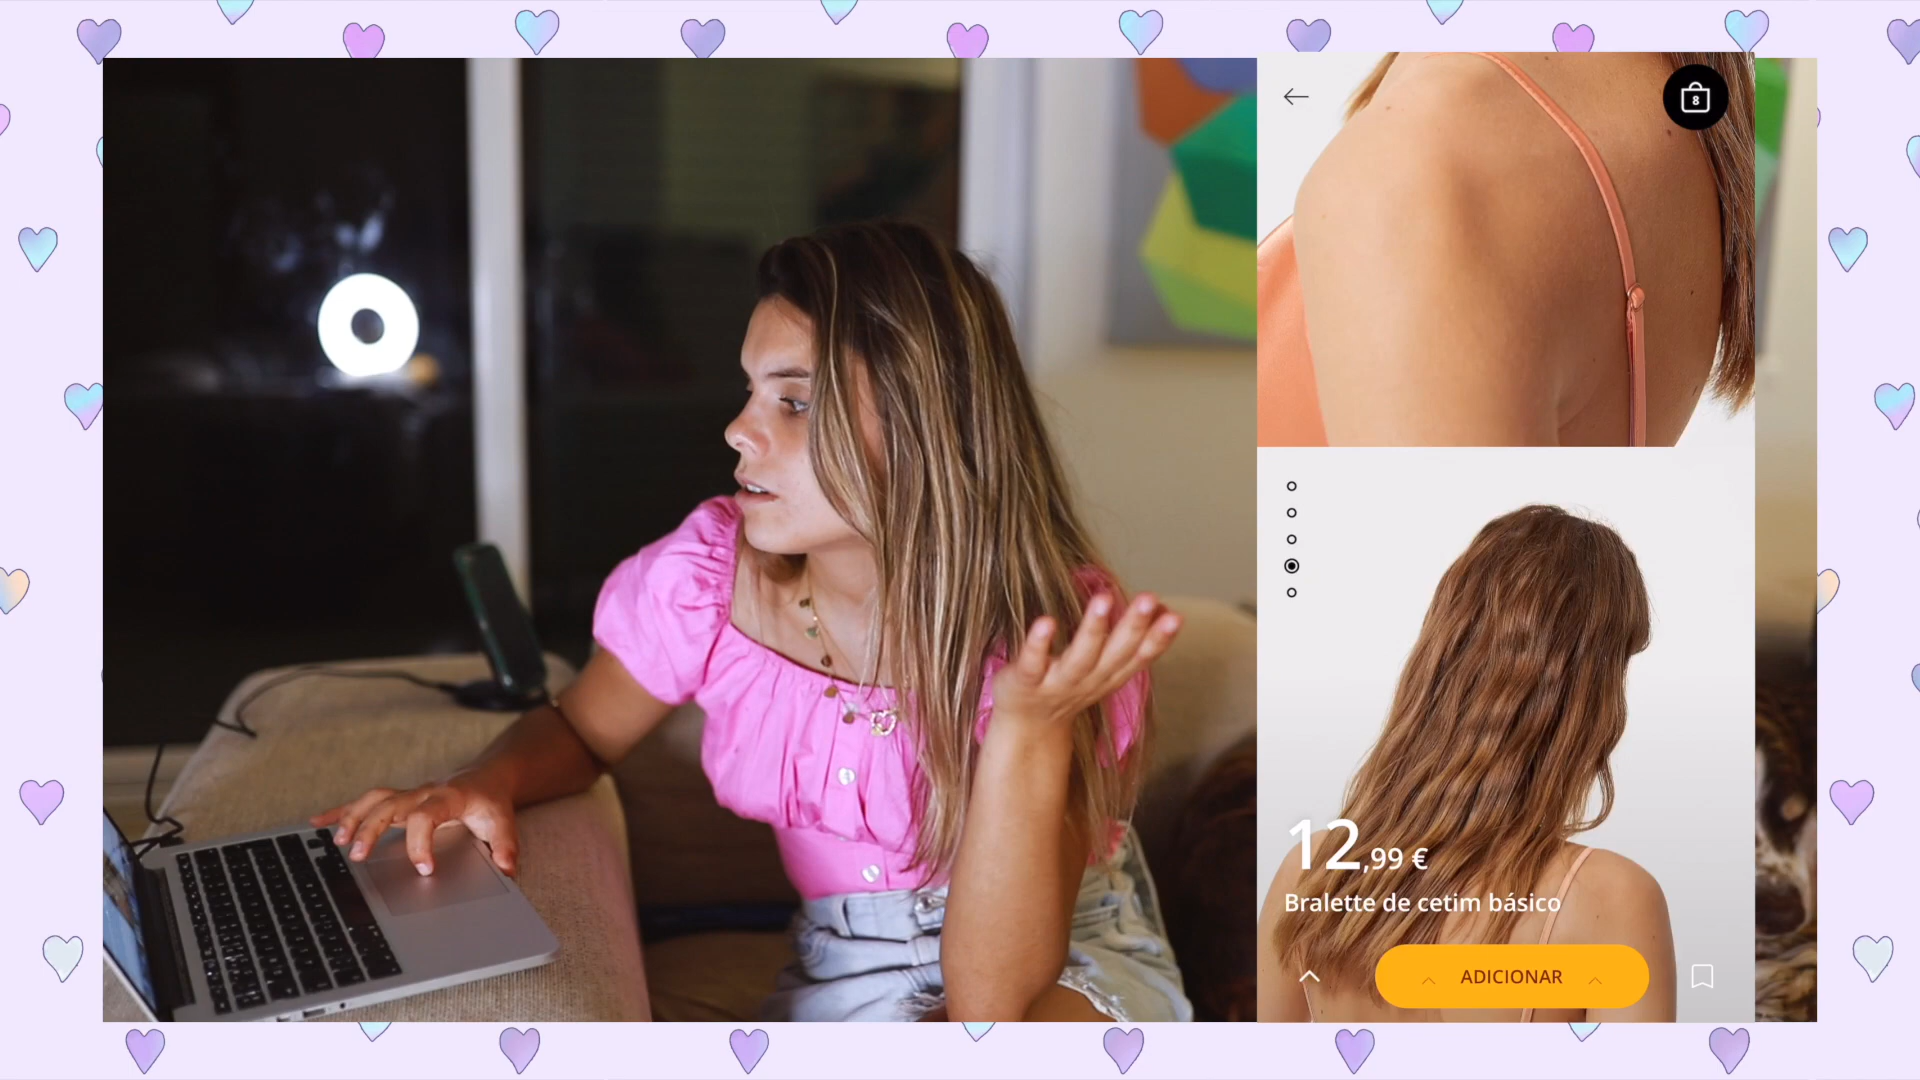 8
12,99 €
Bralette de cetim básico
ADICIONAR